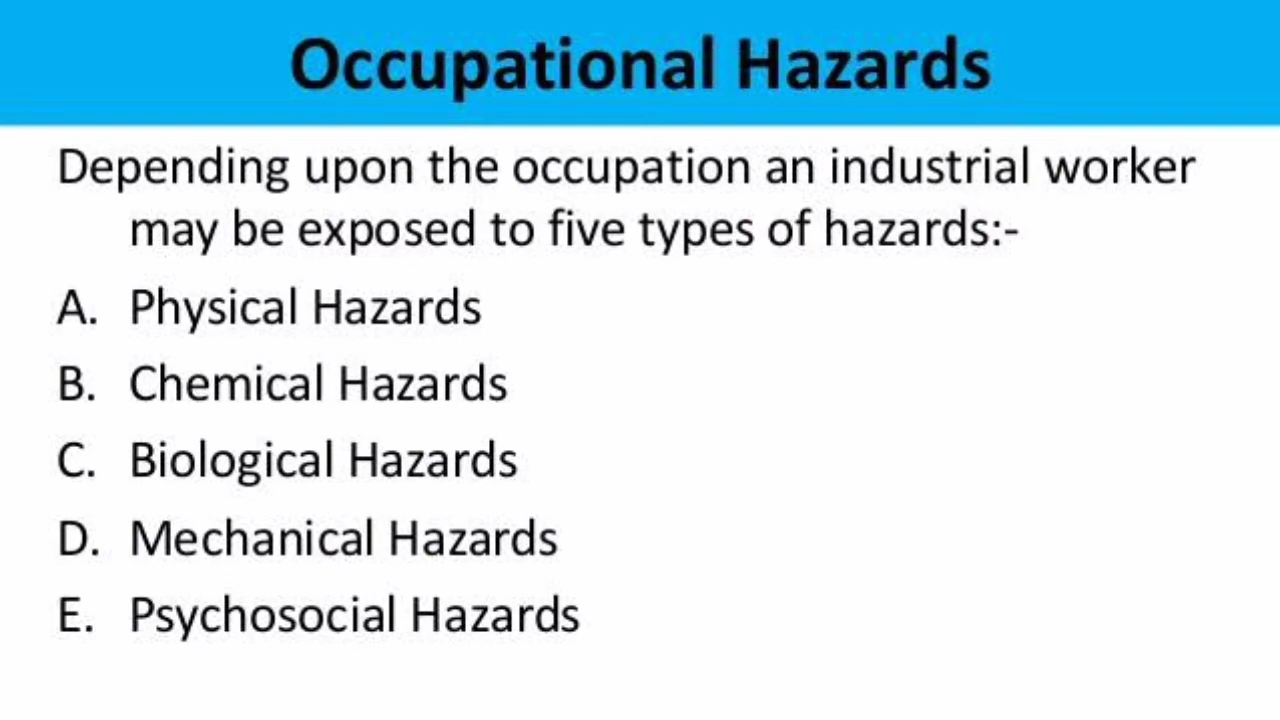 Occupational Hazards
Depending upon the occupation an industrial worker
may be exposed to five types of hazards:-
A. Physical Hazards
B. Chemical Hazards
C. Biological Hazards
D. Mechanical Hazards
E. Psychosocial Hazards